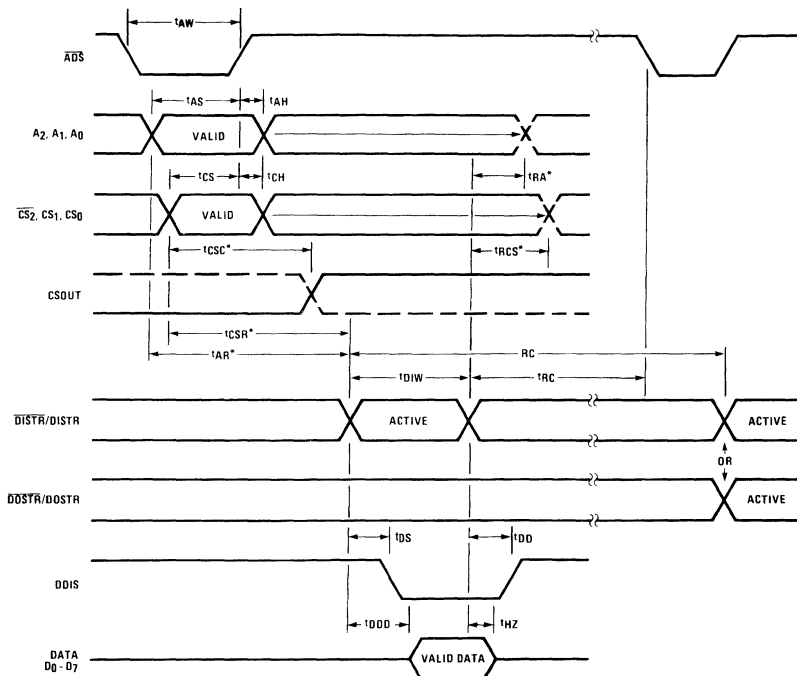 tAW
ADS
tAS tAH
A2, A1, A0 VALID
tRA*
tCS tCH
CS2, CS1, CS0 VALID
tCSC* tRCS*
CSOUT
tCSR*
tAR* RC
tDIW tRC
DISTR/DISTR ACTIVE ACTIVE
OR
DOSTR/DOSTR ACTIVE
tDS tDD
DDIS
tDDD tHZ
DATA
D0 - D7 VALID DATA